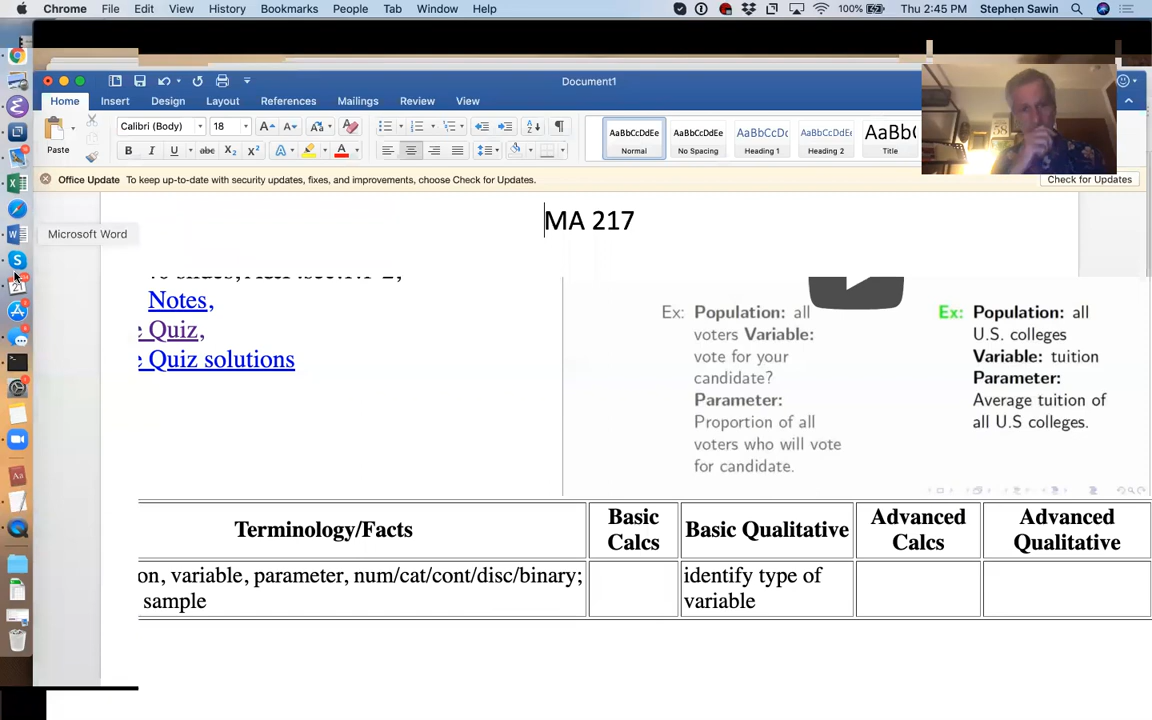 Chrome File Edit View History Bookmarks People Tab Window Help 100% Thu 2:45 PM Stephen Sawin
Document1
Home Insert Design Layout References Mailings Review View
Paste
Calibri (Body) 18
AaBbCcDdEe AaBbCcDdEe AaBbCcDc AaBbCcDdEe AaBb(
Normal No Spacing Heading 1 Heading 2 Title
Office Update To keep up-to-date with security updates, fixes, and improvements, choose Check for Updates.
Check for Updates
MA 217
Microsoft Word
Notes,
e Quiz,
e Quiz solutions
Ex: Population: all
voters Variable:
vote for your
candidate?
Parameter:
Proportion of all
voters who will vote
for candidate.
Ex: Population: all
U.S. colleges
Variable: tuition
Parameter:
Average tuition of
all U.S colleges.
Terminology/Facts
Basic
Calcs
Basic Qualitative
Advanced
Calcs
Advanced
Qualitative
on, variable, parameter, num/cat/cont/disc/binary;
sample
identify type of
variable